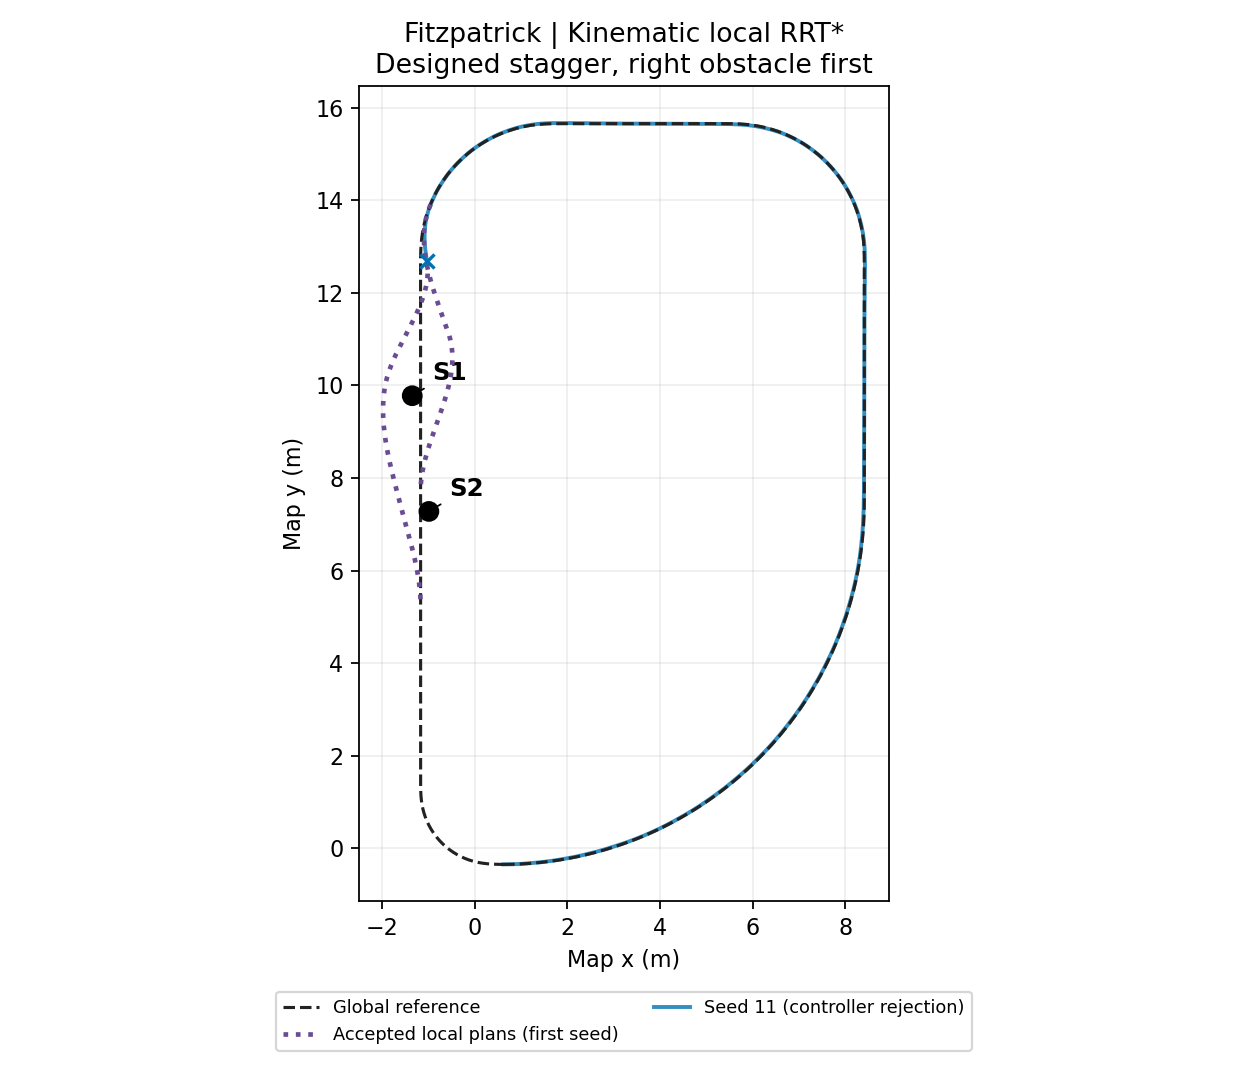 Fitzpatrick | Kinematic local RRT*
Designed stagger, right obstacle first
16
14
12
10
8
6
4
2
0
Map y (m)
S1
S2
−2
0
2
4
6
8
Map x (m)
Global reference
Accepted local plans (first seed)
Seed 11 (controller rejection)